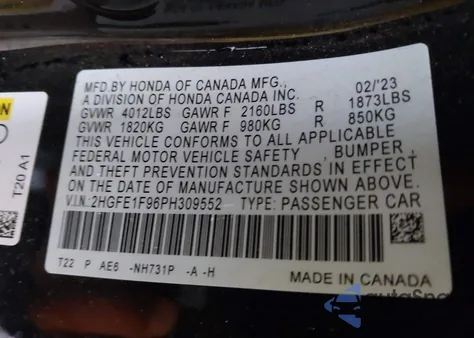 MFD.BY HONDA OF CANADA MFG.,
A DIVISION OF HONDA CANADA INC. 02/'23
GVWR 4012LBS GAWR F 2160LBS R 1873LBS
GVWR 1820KG GAWR F 980KG R 850KG
THIS VEHICLE CONFORMS TO ALL APPLICABLE
FEDERAL MOTOR VEHICLE SAFETY , BUMPER ,
AND THEFT PREVENTION STANDARDS IN EFFECT
ON THE DATE OF MANUFACTURE SHOWN ABOVE.
V.I.N.:2HGFE1F96PH309552 TYPE: PASSENGER CAR
T22 P AE6 -NH731P -A -H
MADE IN CANADA
T20 A1